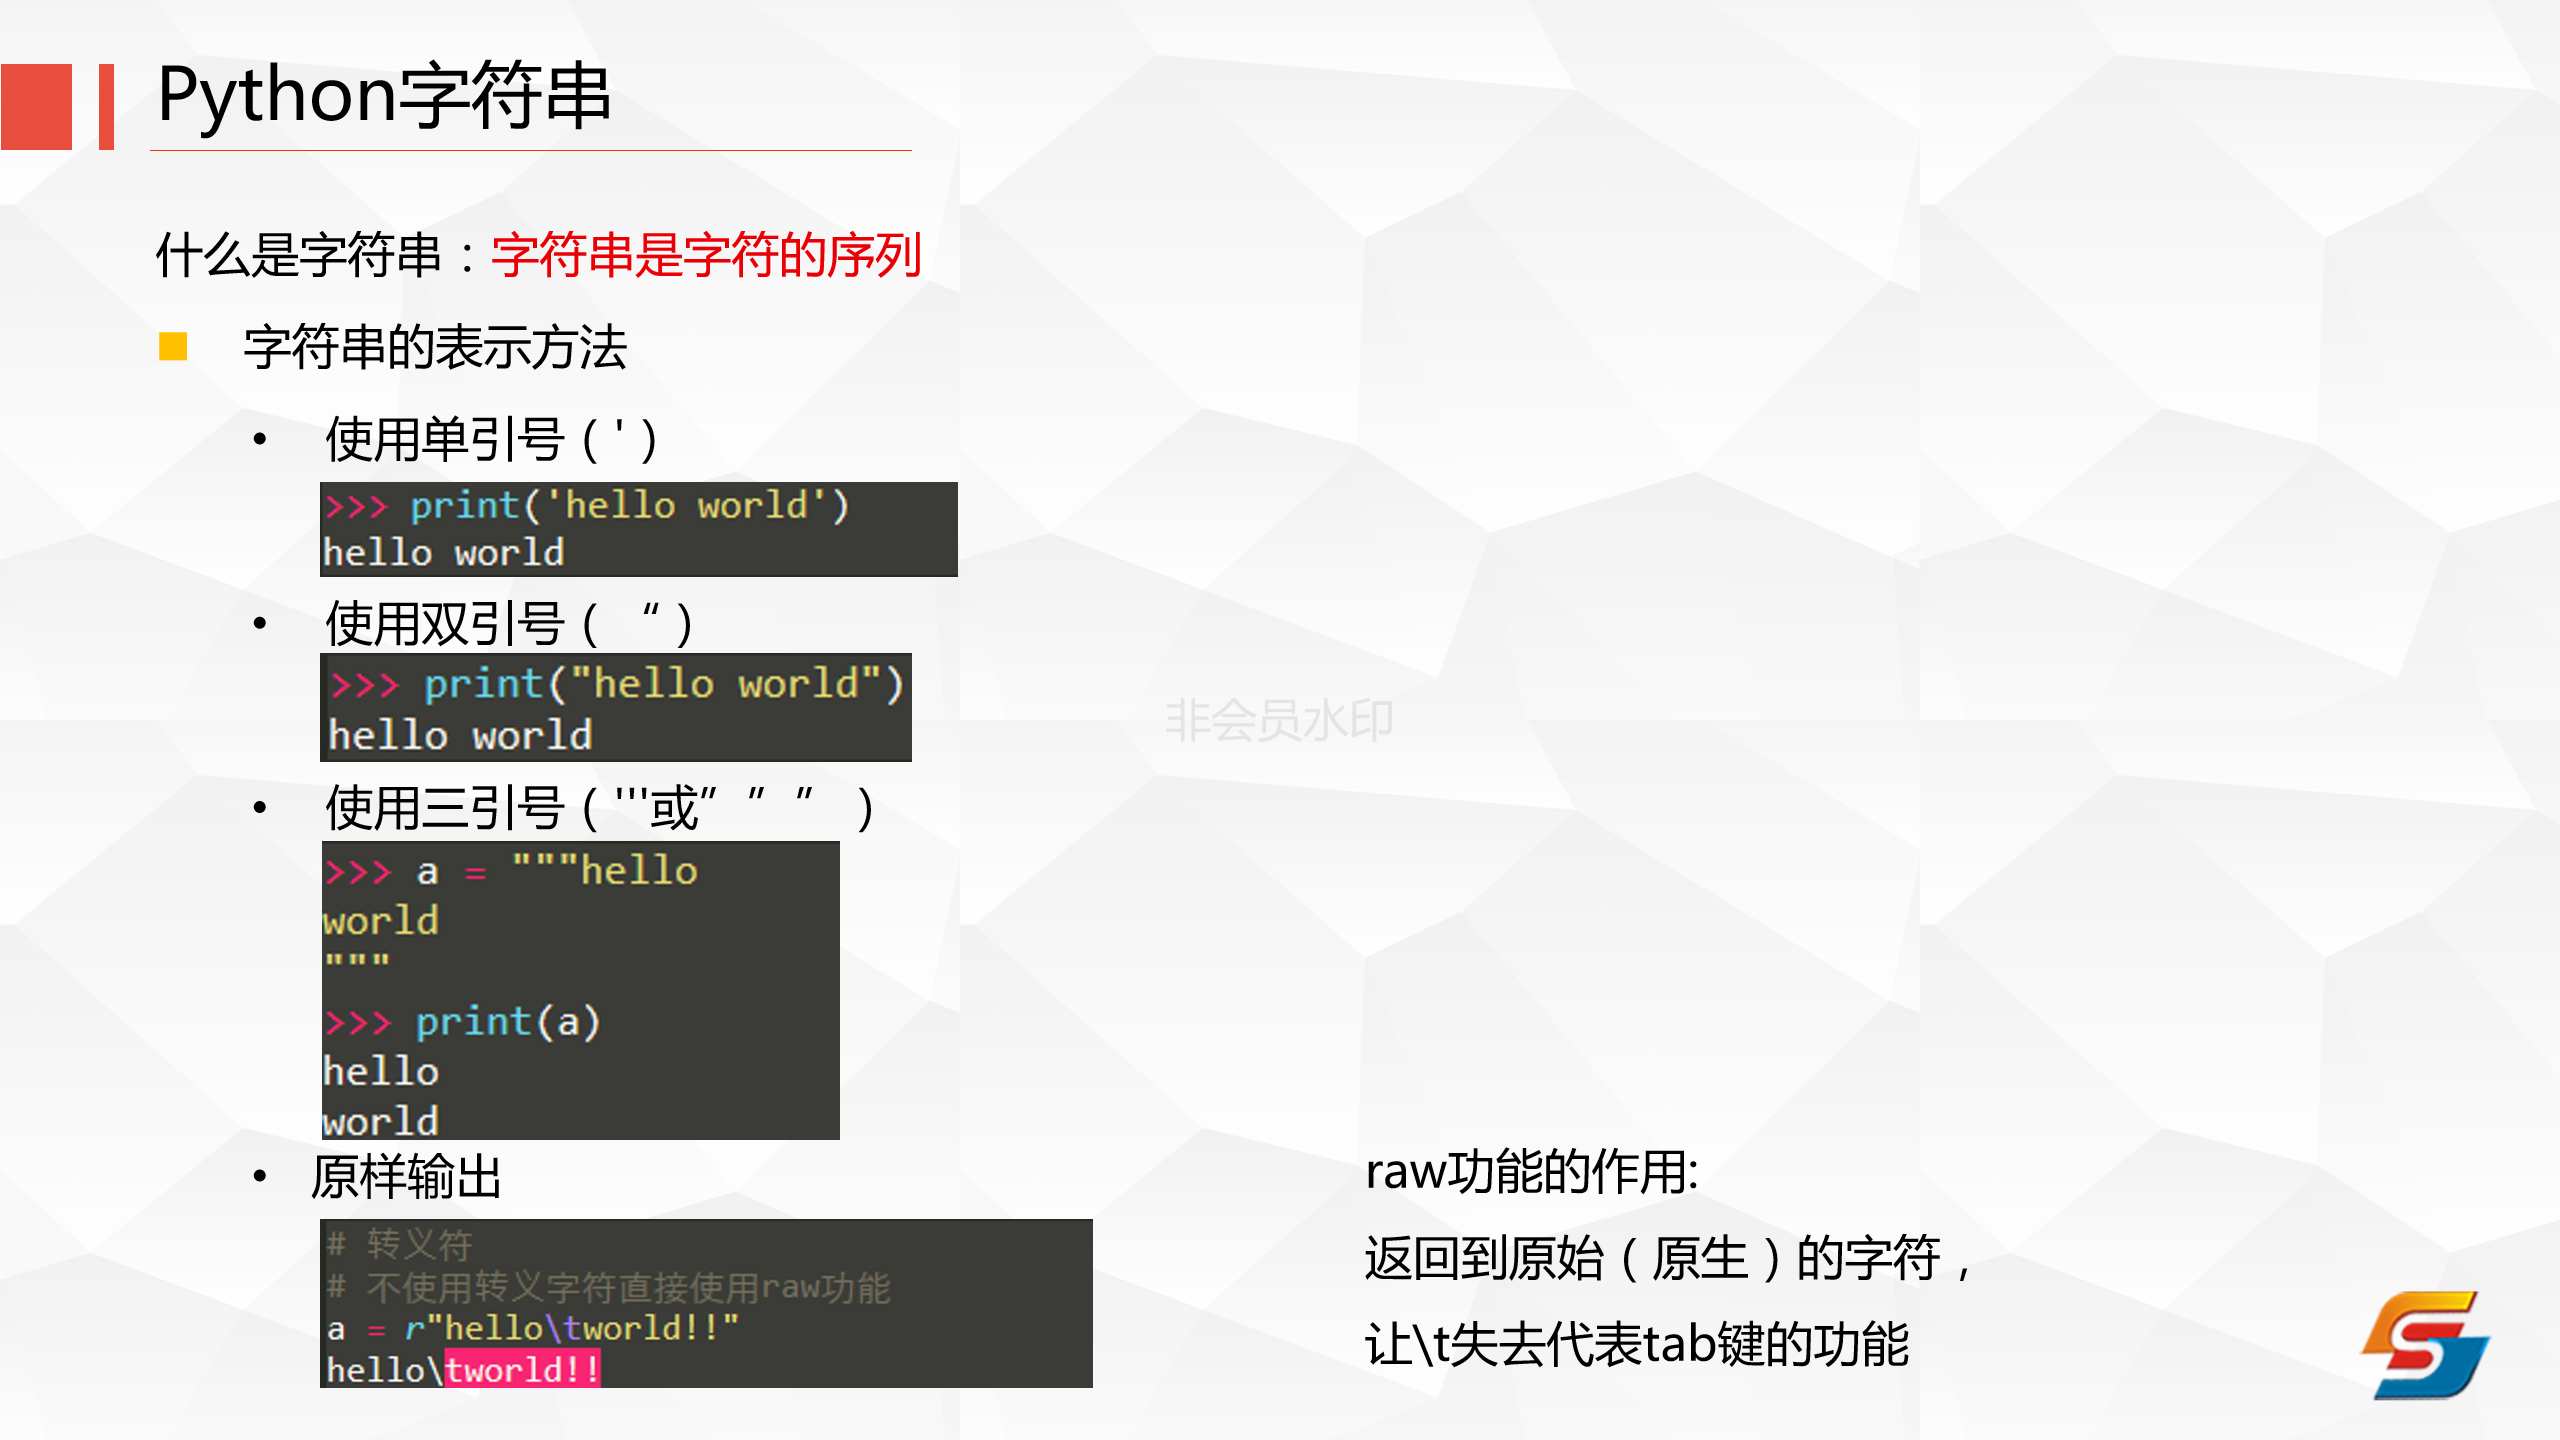 Python字符串
什么是字符串：字符串是字符的序列
字符串的表示方法
• 使用单引号（'）
>>> print('hello world')
hello world
• 使用双引号（ “ ）
>>> print("hello world")
hello world
• 使用三引号（'''或” ” ” ）
>>> a = """hello
world
"""
>>> print(a)
hello
world
• 原样输出
# 转义符
# 不使用转义字符直接使用raw功能
a = r"hello\tworld!!"
hello\tworld!!
raw功能的作用:
返回到原始（原生）的字符，
让\t失去代表tab键的功能
非会员水印